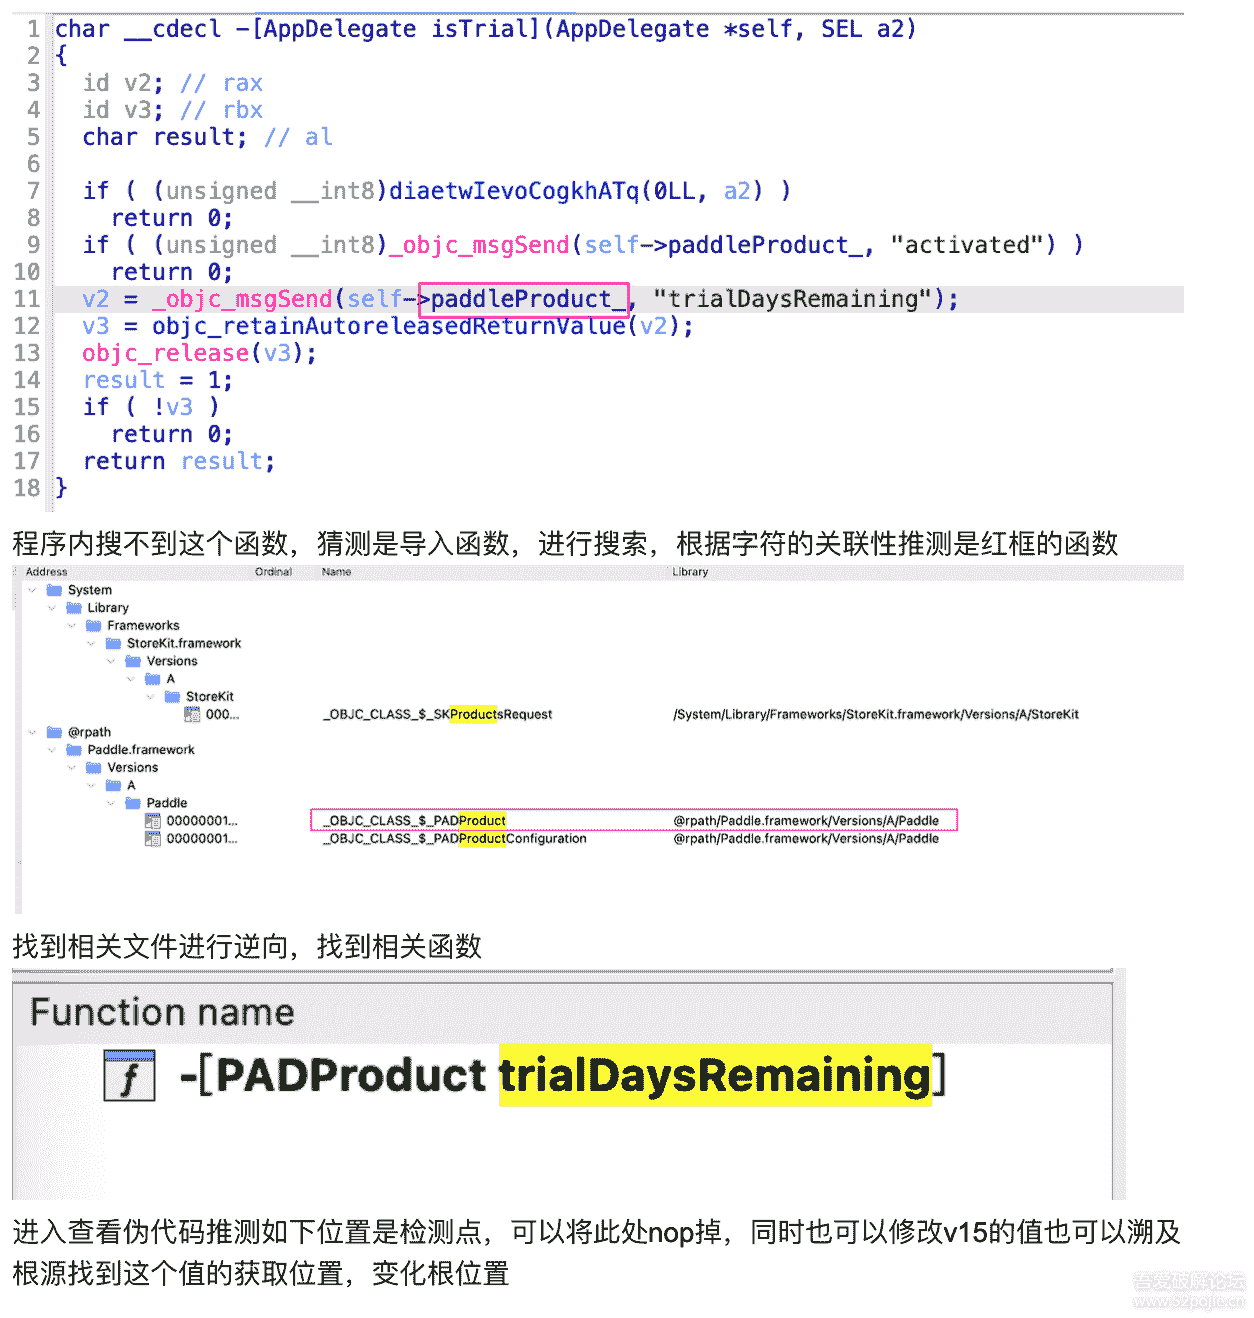 1 char __cdecl -[AppDelegate isTrial](AppDelegate *self, SEL a2)
2 {
3 id v2; // rax
4 id v3; // rbx
5 char result; // al
6
7 if ( (unsigned __int8)diaetwIevoCogkhATq(0LL, a2) )
8 return 0;
9 if ( (unsigned __int8)_objc_msgSend(self->paddleProduct_, "activated") )
10 return 0;
11 v2 = _objc_msgSend(self->paddleProduct_, "trialDaysRemaining");
12 v3 = objc_retainAutoreleasedReturnValue(v2);
13 objc_release(v3);
14 result = 1;
15 if ( !v3 )
16 return 0;
17 return result;
18 }
程序内搜不到这个函数，猜测是导入函数，进行搜索，根据字符的关联性推测是红框的函数
Address Ordinal Name Library
System
Library
Frameworks
StoreKit.framework
Versions
A
StoreKit
000... _OBJC_CLASS_$_SKProductsRequest /System/Library/Frameworks/StoreKit.framework/Versions/A/StoreKit
@rpath
Paddle.framework
Versions
A
Paddle
00000001... _OBJC_CLASS_$_PADProduct @rpath/Paddle.framework/Versions/A/Paddle
00000001... _OBJC_CLASS_$_PADProductConfiguration @rpath/Paddle.framework/Versions/A/Paddle
找到相关文件进行逆向，找到相关函数
Function name
f -[PADProduct trialDaysRemaining]
进入查看伪代码推测如下位置是检测点，可以将此处nop掉，同时也可以修改v15的值也可以溯及
根源找到这个值的获取位置，变化根位置
吾爱破解论坛
www.52pojie.cn